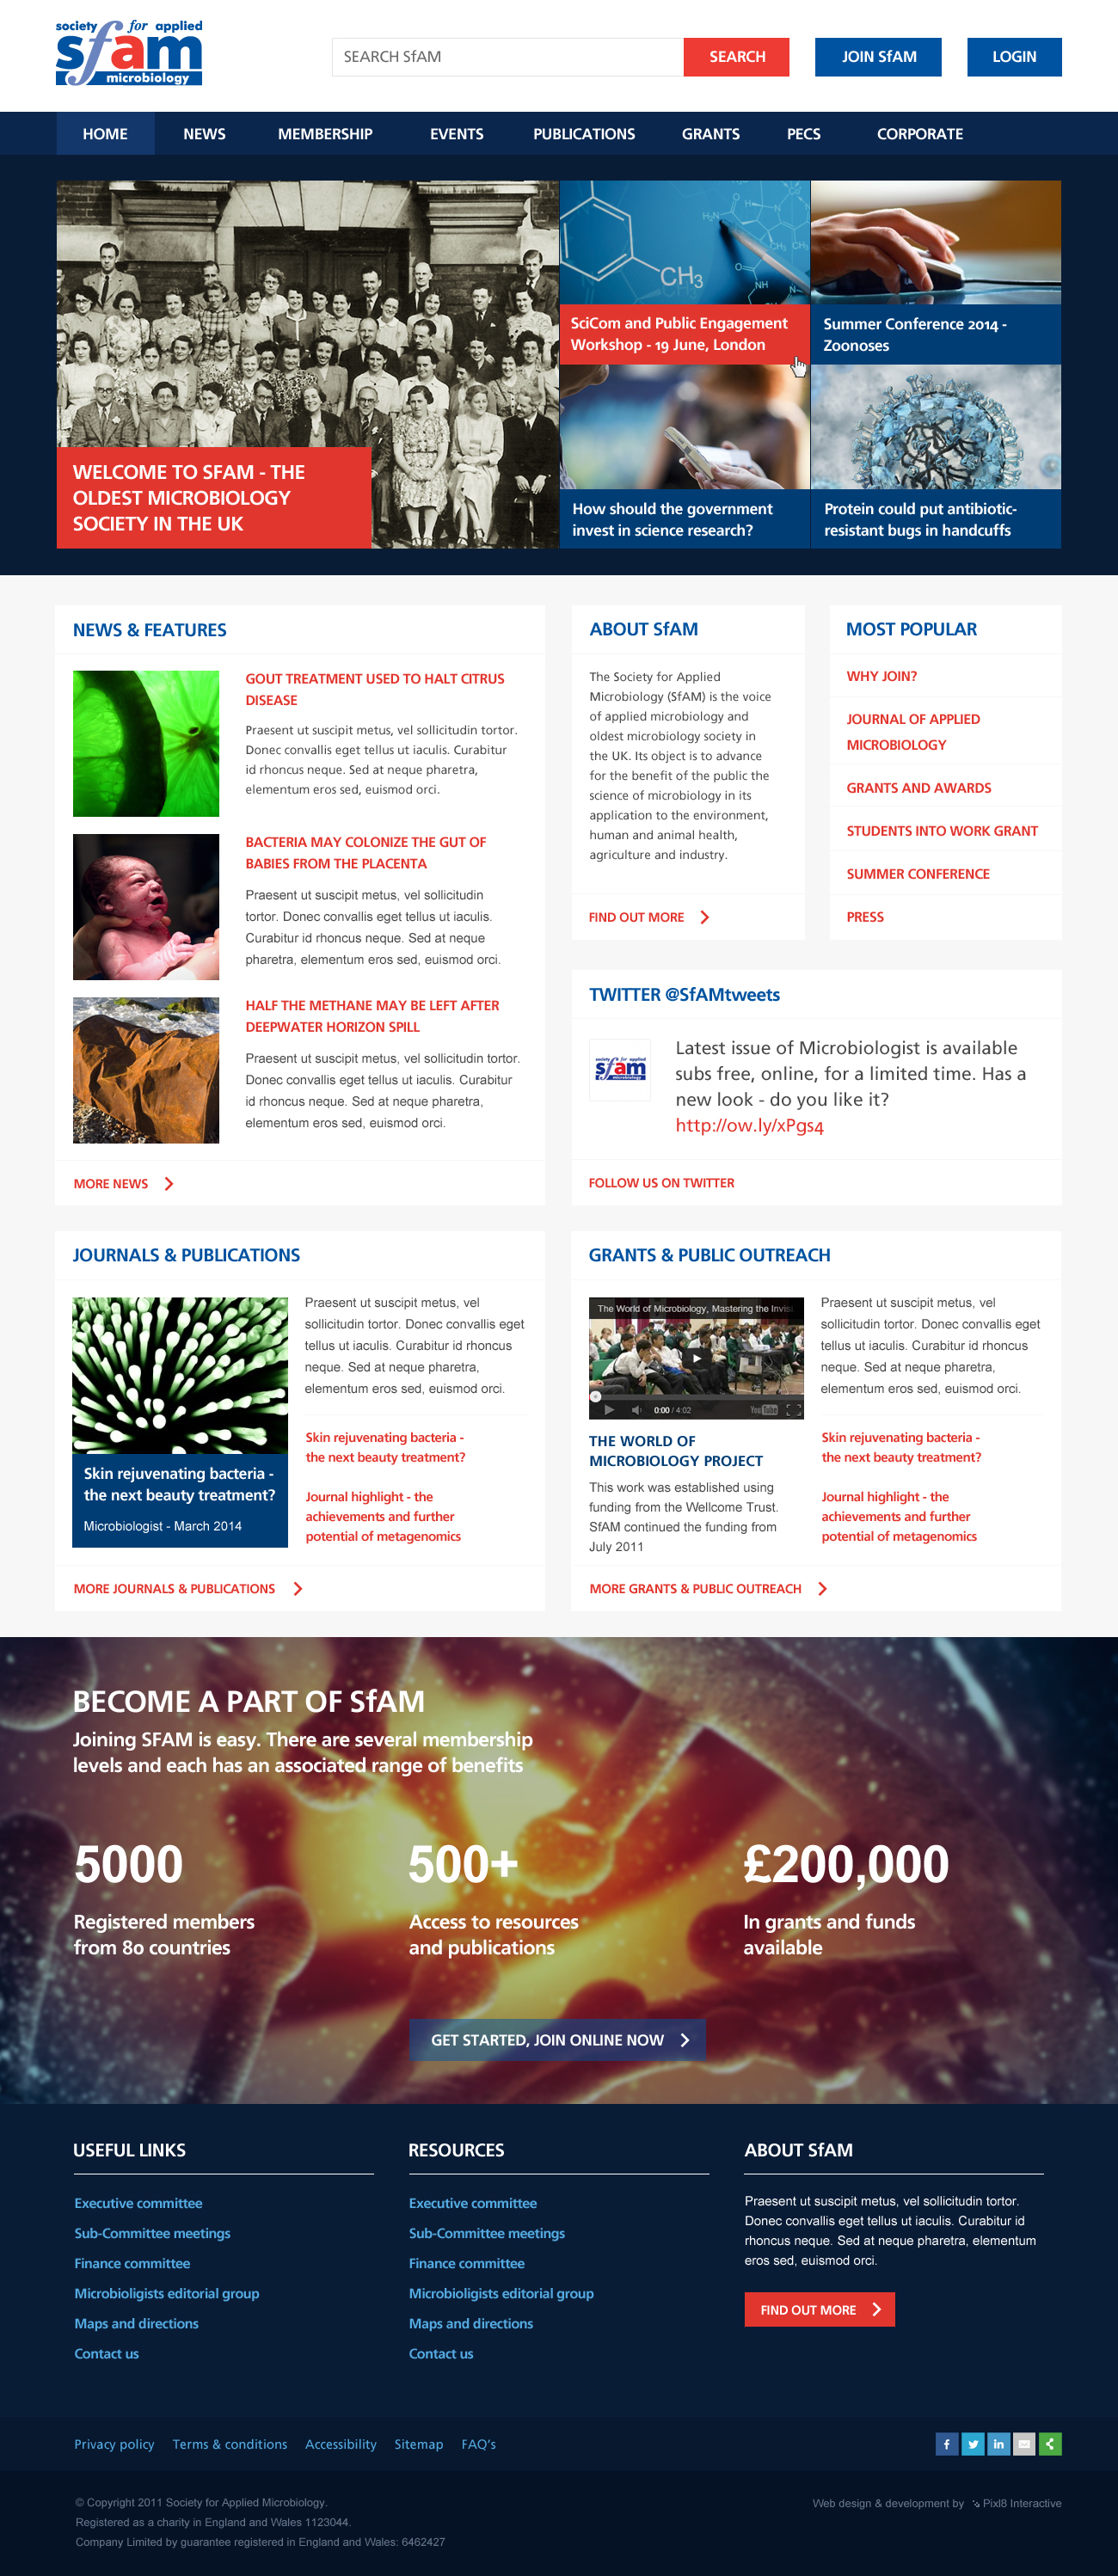 society for applied
sfam
microbiology
SEARCH SfAM
SEARCH
JOIN SfAM
LOGIN
HOME NEWS MEMBERSHIP EVENTS PUBLICATIONS GRANTS PECS CORPORATE
WELCOME TO SFAM - THE
OLDEST MICROBIOLOGY
SOCIETY IN THE UK
CH3
H2N
NH
SciCom and Public Engagement
Workshop - 19 June, London
Summer Conference 2014 -
Zoonoses
How should the government
invest in science research?
Protein could put antibiotic-
resistant bugs in handcuffs
NEWS & FEATURES
GOUT TREATMENT USED TO HALT CITRUS
DISEASE
Praesent ut suscipit metus, vel sollicitudin tortor.
Donec convallis eget tellus ut iaculis. Curabitur
id rhoncus neque. Sed at neque pharetra,
elementum eros sed, euismod orci.
BACTERIA MAY COLONIZE THE GUT OF
BABIES FROM THE PLACENTA
Praesent ut suscipit metus, vel sollicitudin
tortor. Donec convallis eget tellus ut iaculis.
Curabitur id rhoncus neque. Sed at neque
pharetra, elementum eros sed, euismod orci.
HALF THE METHANE MAY BE LEFT AFTER
DEEPWATER HORIZON SPILL
Praesent ut suscipit metus, vel sollicitudin tortor.
Donec convallis eget tellus ut iaculis. Curabitur
id rhoncus neque. Sed at neque pharetra,
elementum eros sed, euismod orci.
MORE NEWS
ABOUT SfAM
The Society for Applied
Microbiology (SfAM) is the voice
of applied microbiology and
oldest microbiology society in
the UK. Its object is to advance
for the benefit of the public the
science of microbiology in its
application to the environment,
human and animal health,
agriculture and industry.
FIND OUT MORE
MOST POPULAR
WHY JOIN?
JOURNAL OF APPLIED
MICROBIOLOGY
GRANTS AND AWARDS
STUDENTS INTO WORK GRANT
SUMMER CONFERENCE
PRESS
TWITTER @SfAMtweets
society for applied
sfam
microbiology
Latest issue of Microbiologist is available
subs free, online, for a limited time. Has a
new look - do you like it?
http://ow.ly/xPgs4
FOLLOW US ON TWITTER
JOURNALS & PUBLICATIONS
Skin rejuvenating bacteria -
the next beauty treatment?
Microbiologist - March 2014
Praesent ut suscipit metus, vel
sollicitudin tortor. Donec convallis eget
tellus ut iaculis. Curabitur id rhoncus
neque. Sed at neque pharetra,
elementum eros sed, euismod orci.
Skin rejuvenating bacteria -
the next beauty treatment?
Journal highlight - the
achievements and further
potential of metagenomics
MORE JOURNALS & PUBLICATIONS
GRANTS & PUBLIC OUTREACH
The World of Microbiology, Mastering the Invisi
0:00 / 4:02
YouTube
THE WORLD OF
MICROBIOLOGY PROJECT
This work was established using
funding from the Wellcome Trust.
SfAM continued the funding from
July 2011
Praesent ut suscipit metus, vel
sollicitudin tortor. Donec convallis eget
tellus ut iaculis. Curabitur id rhoncus
neque. Sed at neque pharetra,
elementum eros sed, euismod orci.
Skin rejuvenating bacteria -
the next beauty treatment?
Journal highlight - the
achievements and further
potential of metagenomics
MORE GRANTS & PUBLIC OUTREACH
BECOME A PART OF SfAM
Joining SFAM is easy. There are several membership
levels and each has an associated range of benefits
5000
Registered members
from 80 countries
500+
Access to resources
and publications
£200,000
In grants and funds
available
GET STARTED, JOIN ONLINE NOW
USEFUL LINKS
Executive committee
Sub-Committee meetings
Finance committee
Microbioligists editorial group
Maps and directions
Contact us
RESOURCES
Executive committee
Sub-Committee meetings
Finance committee
Microbioligists editorial group
Maps and directions
Contact us
ABOUT SfAM
Praesent ut suscipit metus, vel sollicitudin tortor.
Donec convallis eget tellus ut iaculis. Curabitur id
rhoncus neque. Sed at neque pharetra, elementum
eros sed, euismod orci.
FIND OUT MORE
Privacy policy Terms & conditions Accessibility Sitemap FAQ's
f in
© Copyright 2011 Society for Applied Microbiology.
Registered as a charity in England and Wales 1123044.
Company Limited by guarantee registered in England and Wales: 6462427
Web design & development by Pixl8 Interactive